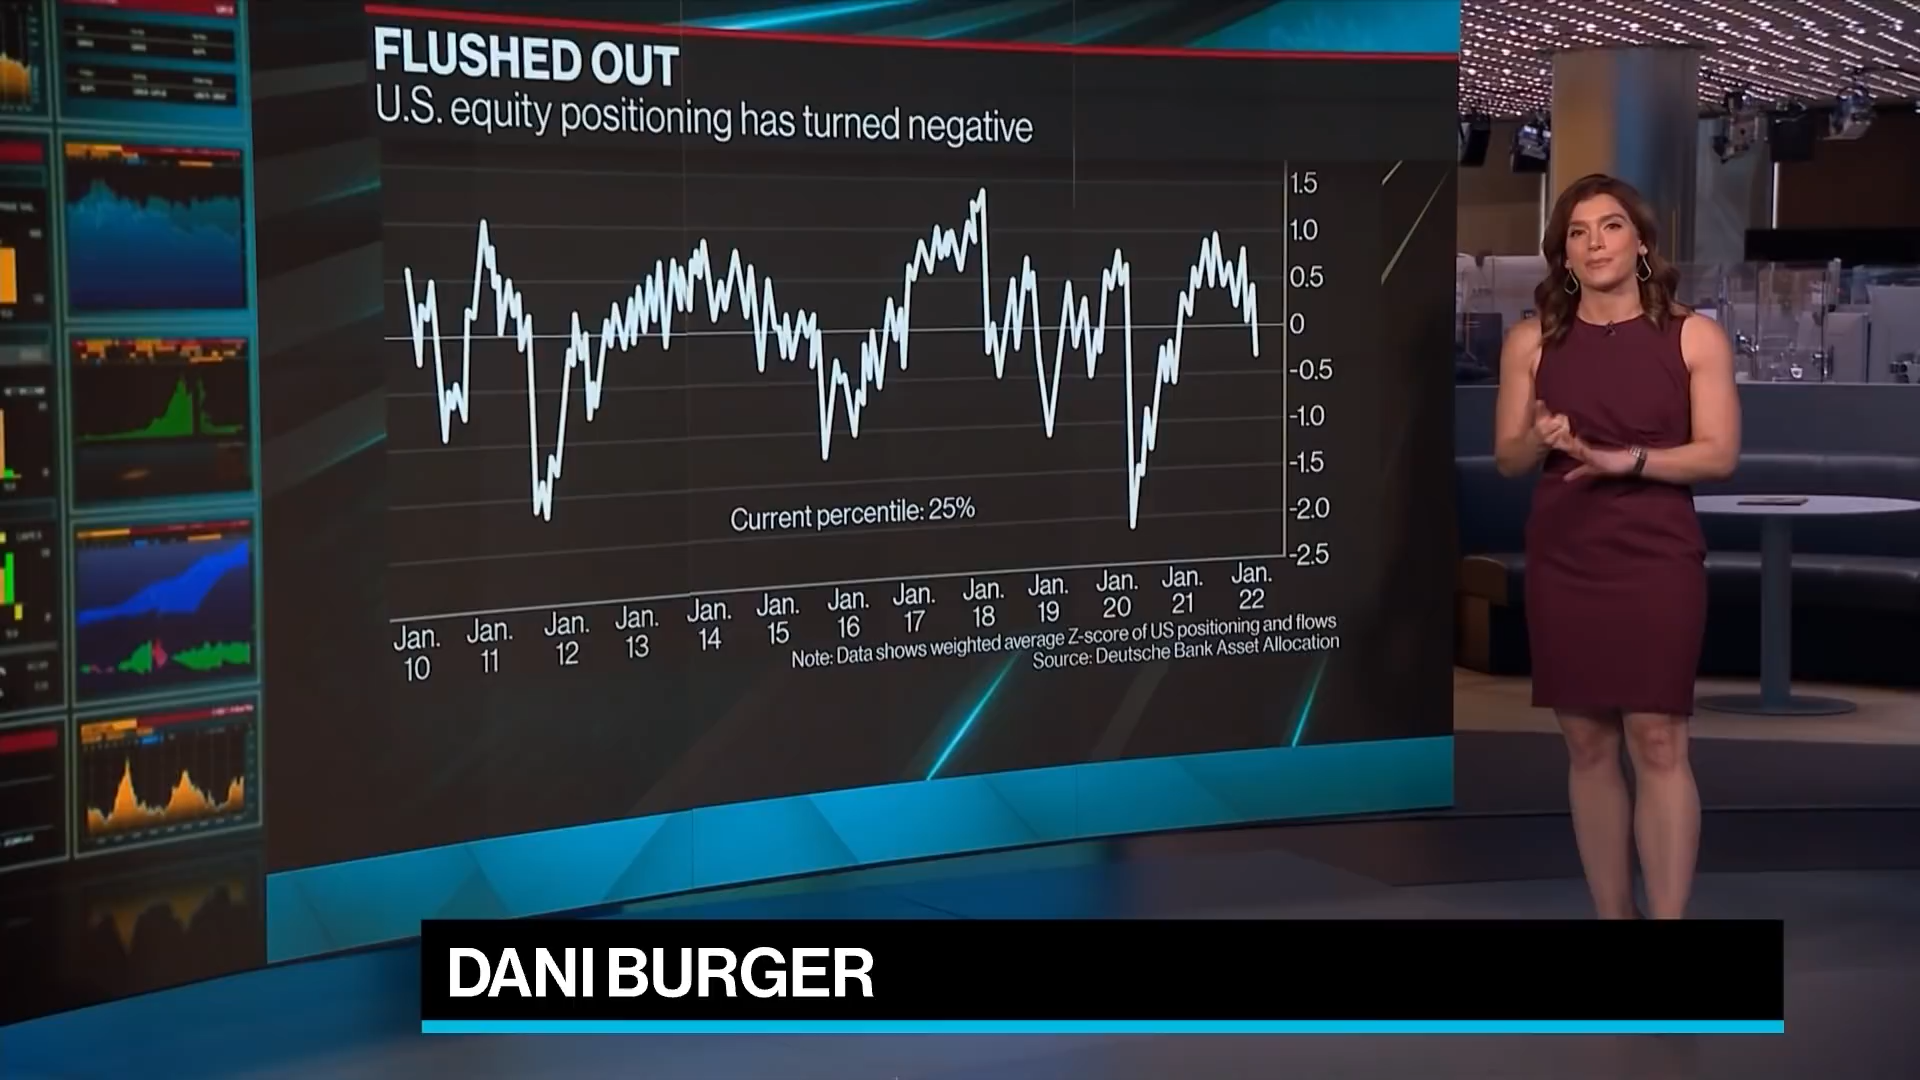 FLUSHED OUT
U.S. equity positioning has turned negative
1.5
1.0
0.5
0
-0.5
-1.0
-1.5
-2.0
-2.5
Current percentile: 25%
Jan. Jan. Jan. Jan. Jan. Jan. Jan. Jan. Jan. Jan. Jan. Jan. Jan.
10 11 12 13 14 15 16 17 18 19 20 21 22
Note: Data shows weighted average Z-score of US positioning and flows
Source: Deutsche Bank Asset Allocation
DANI BURGER